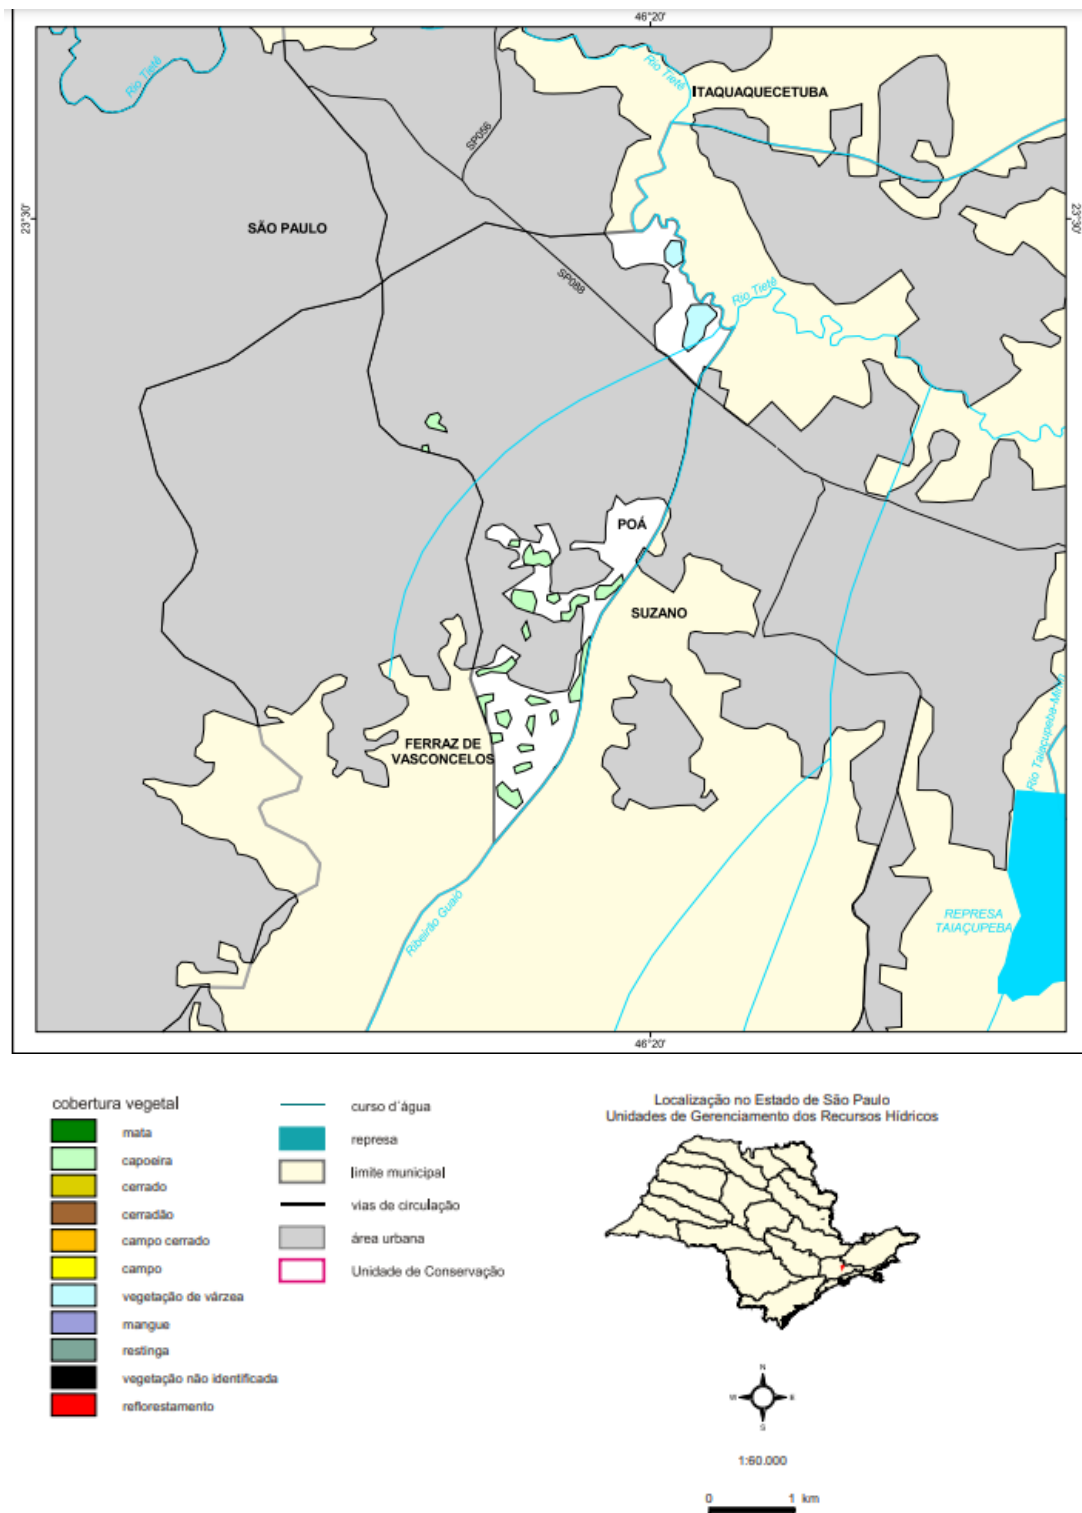 46°20'
Rio Tietê
Rio Tietê
ITAQUAQUECETUBA
SP056
23°30'
23°30'
SÃO PAULO
SP088
Rio Tietê
POÁ
SUZANO
FERRAZ DE
VASCONCELOS
Rio Taiaçupeba-Mirim
Ribeirão Guaió
REPRESA
TAIAÇUPEBA
46°20'
cobertura vegetal
mata
capoeira
cerrado
cerradão
campo cerrado
campo
vegetação de várzea
mangue
restinga
vegetação não identificada
reflorestamento
curso d´água
represa
limite municipal
vias de circulação
área urbana
Unidade de Conservação
Localização no Estado de São Paulo
Unidades de Gerenciamento dos Recursos Hídricos
N
W E
S
1:60.000
0 1 km